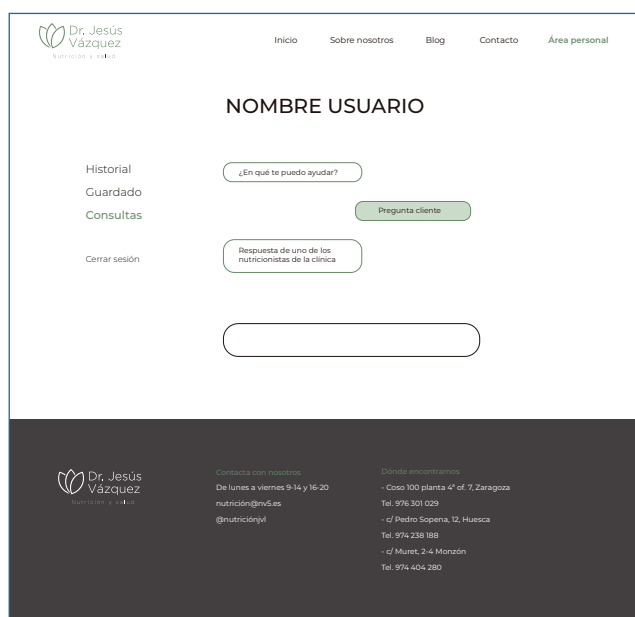 Dr. Jesús
Vázquez
Nutrición y salud
Inicio
Sobre nosotros
Blog
Contacto
Área personal
NOMBRE USUARIO
Historial
Guardado
Consultas
Cerrar sesión
¿En qué te puedo ayudar?
Pregunta cliente
Respuesta de uno de los
nutricionistas de la clínica
Dr. Jesús
Vázquez
Nutrición y salud
Contacta con nosotros
De lunes a viernes 9-14 y 16-20
nutrición@nv5.es
@nutriciónjvl
Dónde encontrarnos
- Coso 100 planta 4ª of. 7, Zaragoza
Tel. 976 301 029
- c/ Pedro Sopena, 12, Huesca
Tel. 974 238 188
- c/ Muret, 2-4 Monzón
Tel. 974 404 280